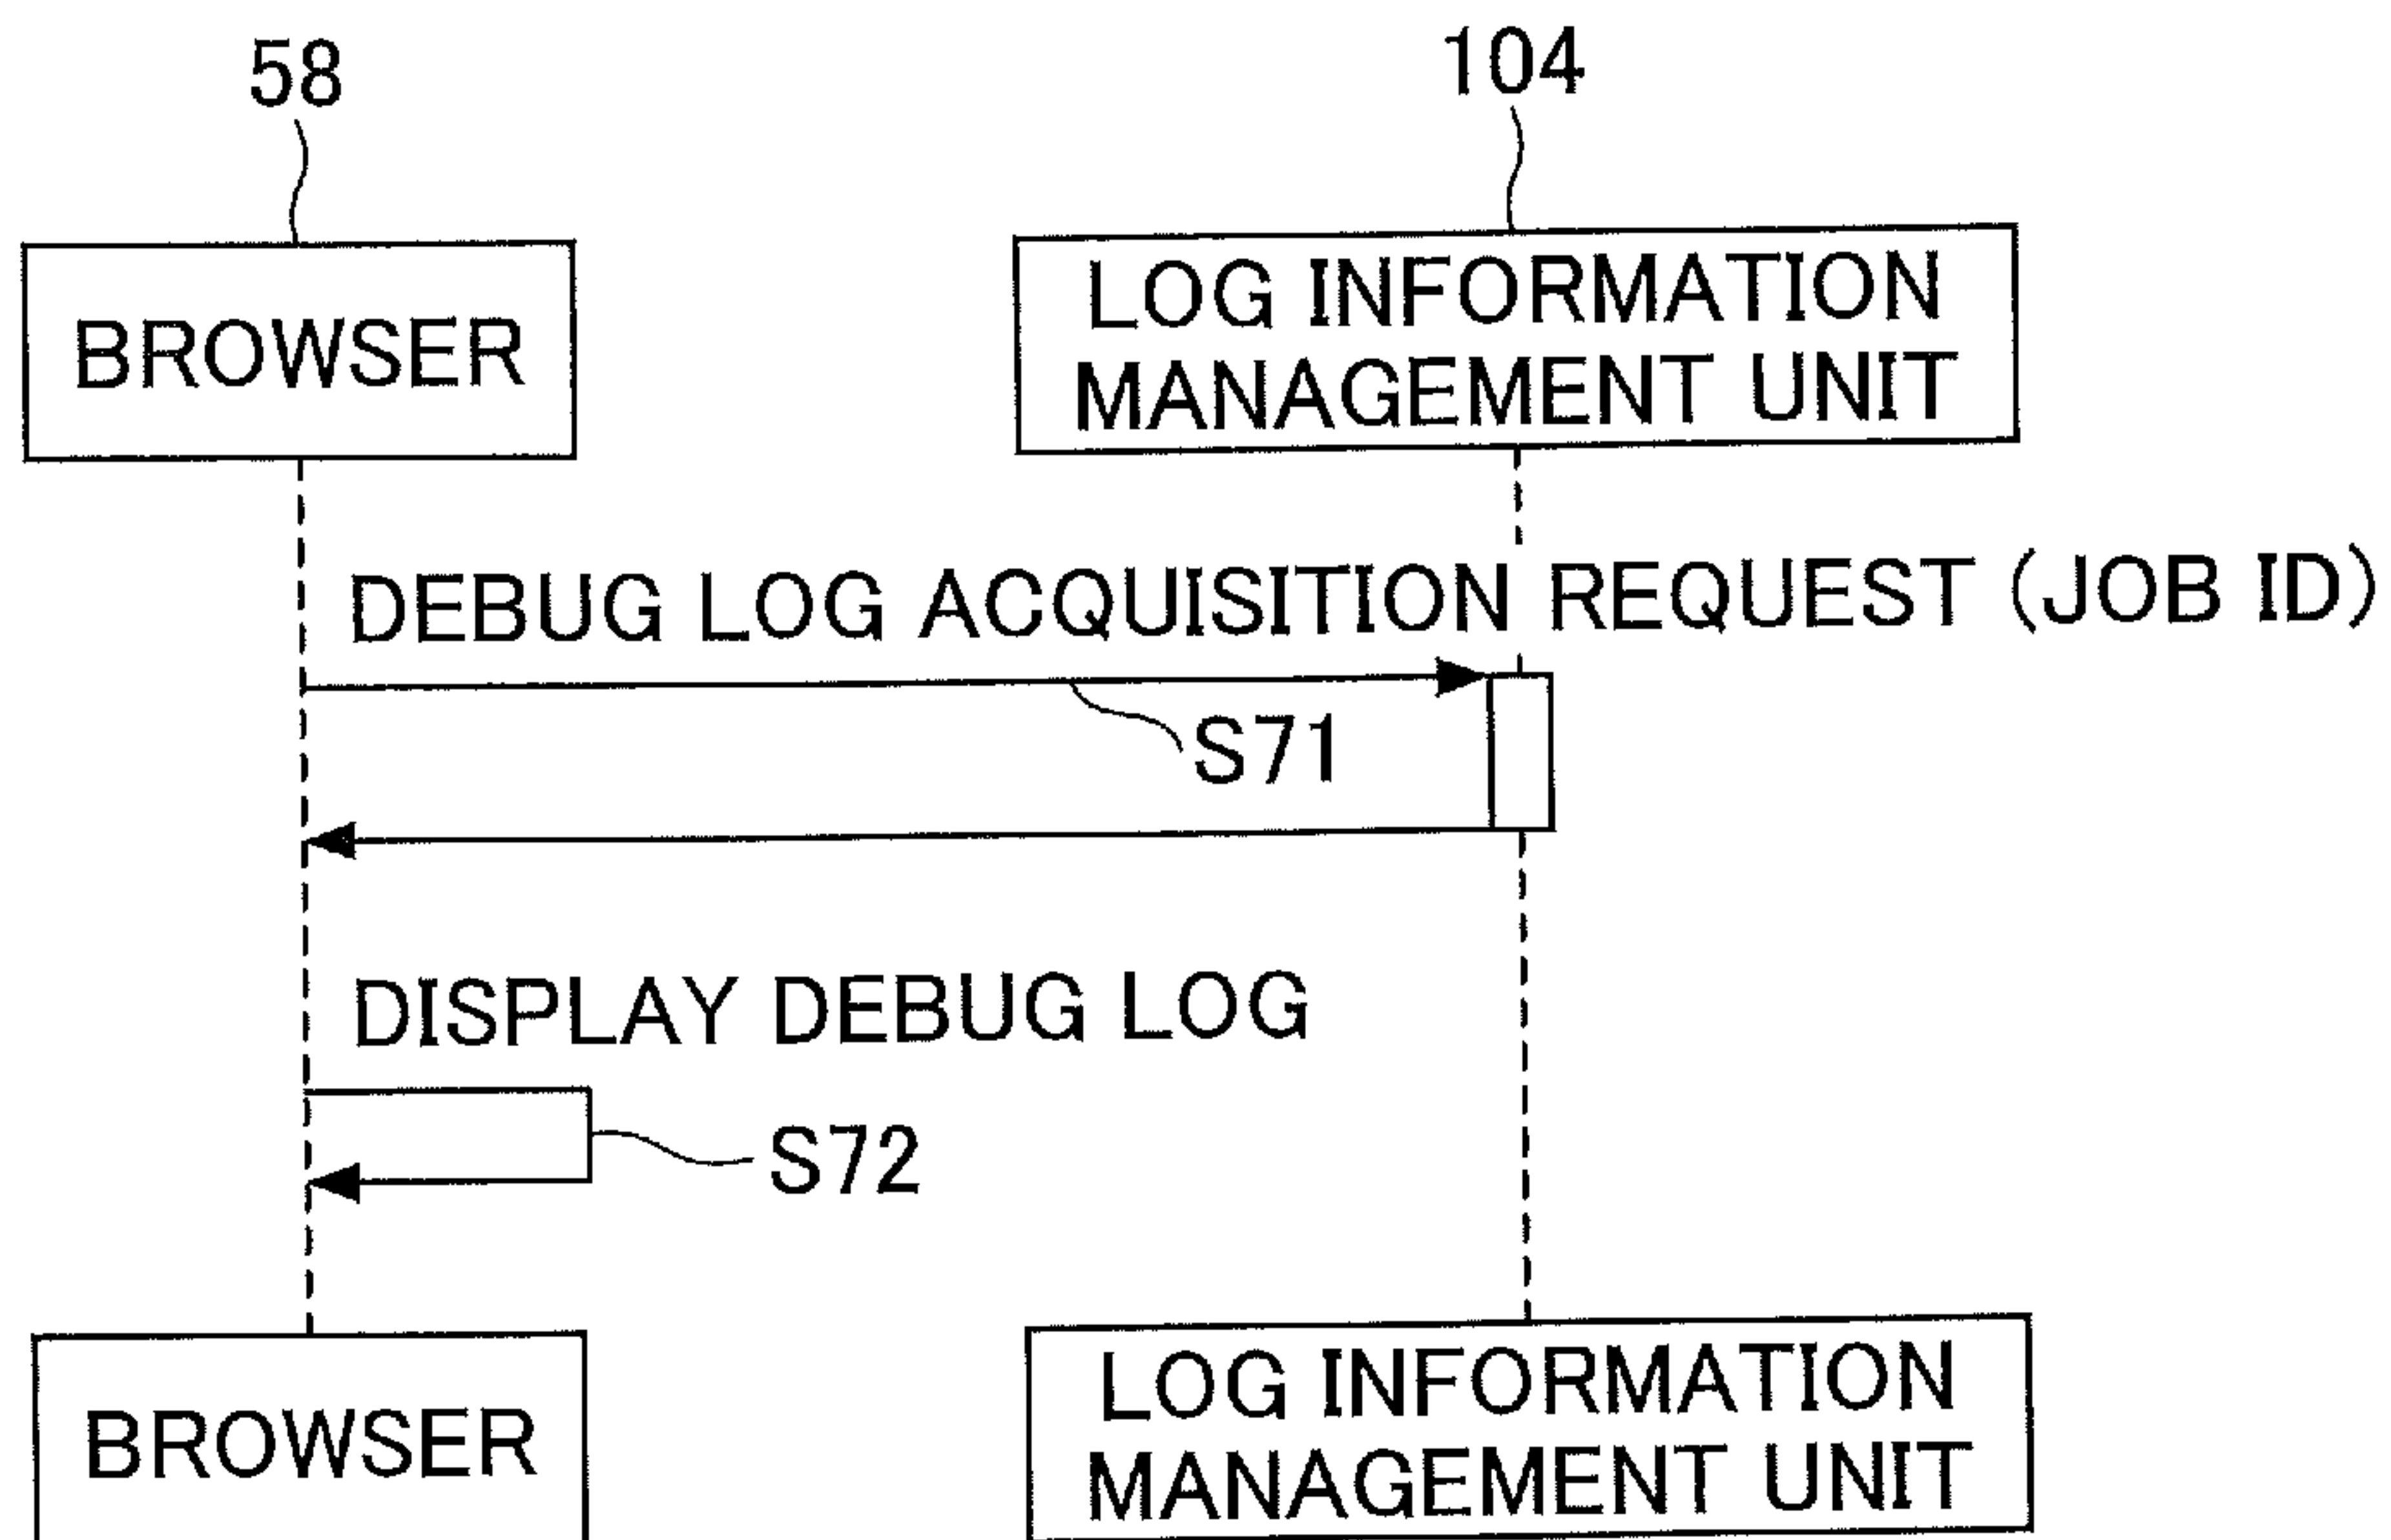 58
104
BROWSER
LOG INFORMATION
MANAGEMENT UNIT
DEBUG LOG ACQUISITION REQUEST (JOB ID)
S71
DISPLAY DEBUG LOG
S72
BROWSER
LOG INFORMATION
MANAGEMENT UNIT